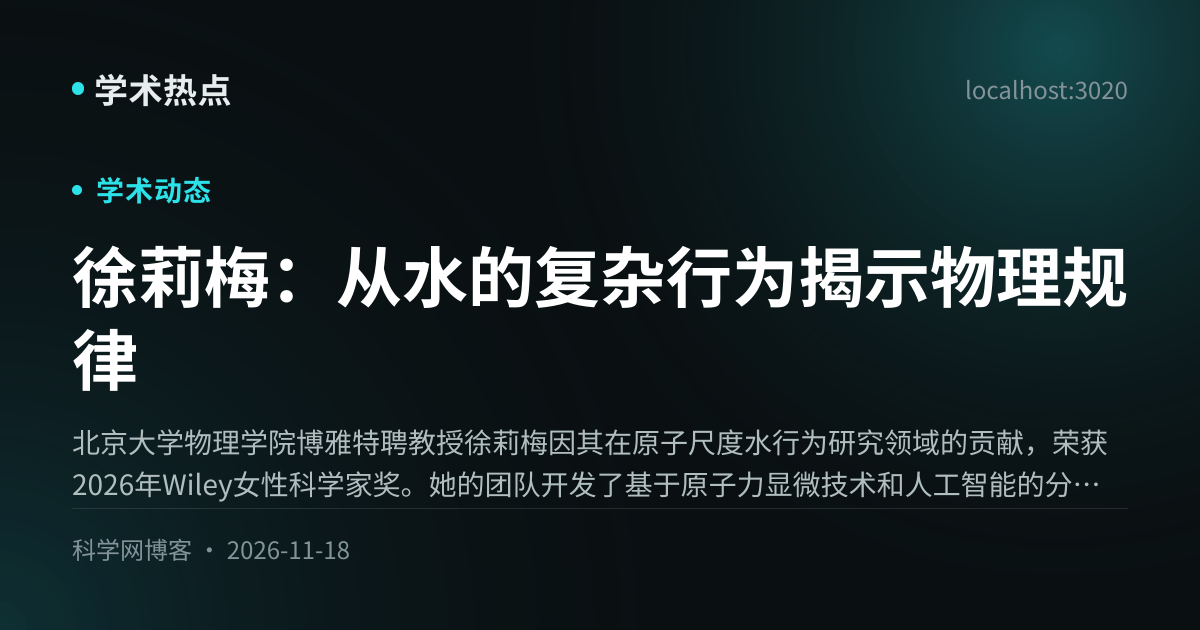 学术热点
localhost:3020
学术动态
徐莉梅：从水的复杂行为揭示物理规
律
北京大学物理学院博雅特聘教授徐莉梅因其在原子尺度水行为研究领域的贡献，荣获
2026年Wiley女性科学家奖。她的团队开发了基于原子力显微技术和人工智能的分…
科学网博客 · 2026-11-18